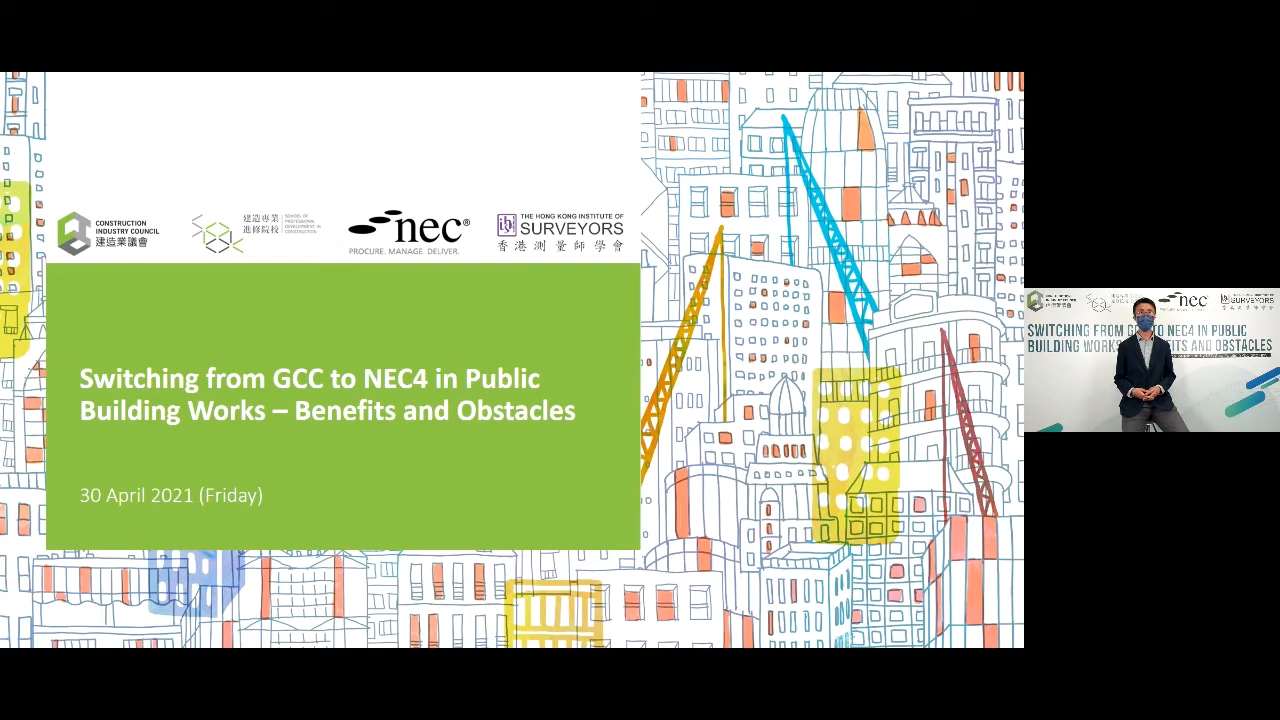 CONSTRUCTION
INDUSTRY COUNCIL
建造業議會
建造專業
進修院校
SCHOOL OF
PROFESSIONAL
DEVELOPMENT IN
CONSTRUCTION
nec®
PROCURE. MANAGE. DELIVER.
THE HONG KONG INSTITUTE OF
SURVEYORS
香港測量師學會
Switching from GCC to NEC4 in Public
Building Works – Benefits and Obstacles
30 April 2021 (Friday)
nec
SURVEYORS
SWITCHING FROM GCC TO NEC4 IN PUBLIC
BUILDING WORKS AND OBSTACLES